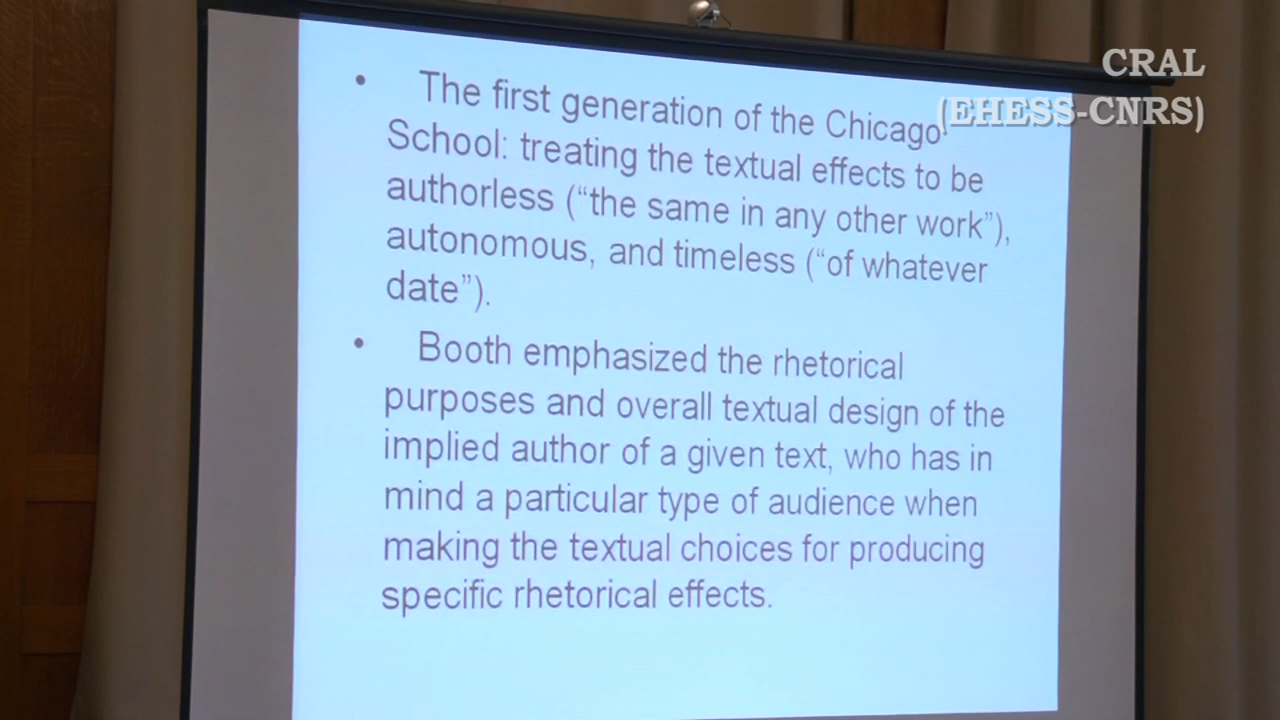 CRAL
(EHESS-CNRS)
• The first generation of the Chicago
School: treating the textual effects to be
authorless (“the same in any other work”),
autonomous, and timeless (“of whatever
date”).
• Booth emphasized the rhetorical
purposes and overall textual design of the
implied author of a given text, who has in
mind a particular type of audience when
making the textual choices for producing
specific rhetorical effects.